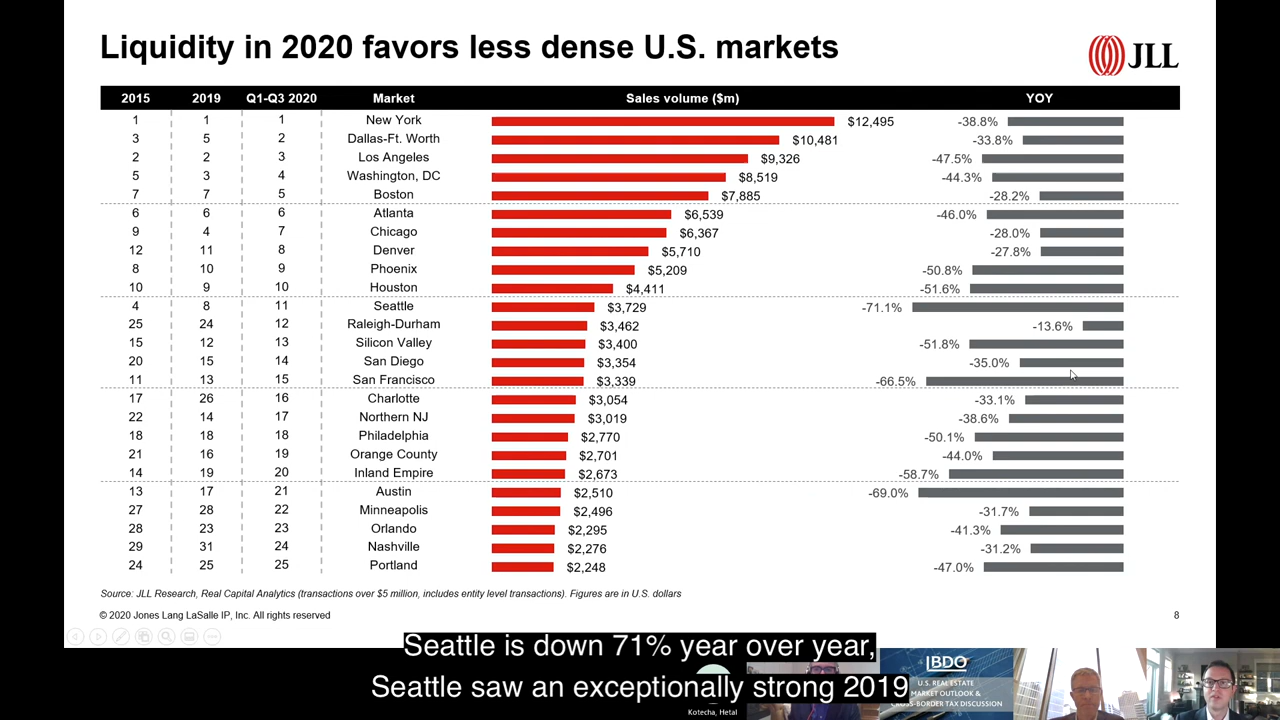 Liquidity in 2020 favors less dense U.S. markets
JLL
2015 2019 Q1-Q3 2020 Market Sales volume ($m) YOY
1 1 1 New York $12,495 -38.8%
3 5 2 Dallas-Ft. Worth $10,481 -33.8%
2 2 3 Los Angeles $9,326 -47.5%
5 3 4 Washington, DC $8,519 -44.3%
7 7 5 Boston $7,885 -28.2%
6 6 6 Atlanta $6,539 -46.0%
9 4 7 Chicago $6,367 -28.0%
12 11 8 Denver $5,710 -27.8%
8 10 9 Phoenix $5,209 -50.8%
10 9 10 Houston $4,411 -51.6%
4 8 11 Seattle $3,729 -71.1%
25 24 12 Raleigh-Durham $3,462 -13.6%
15 12 13 Silicon Valley $3,400 -51.8%
20 15 14 San Diego $3,354 -35.0%
11 13 15 San Francisco $3,339 -66.5%
17 26 16 Charlotte $3,054 -33.1%
22 14 17 Northern NJ $3,019 -38.6%
18 18 18 Philadelphia $2,770 -50.1%
21 16 19 Orange County $2,701 -44.0%
14 19 20 Inland Empire $2,673 -58.7%
13 17 21 Austin $2,510 -69.0%
27 28 22 Minneapolis $2,496 -31.7%
28 23 23 Orlando $2,295 -41.3%
29 31 24 Nashville $2,276 -31.2%
24 25 25 Portland $2,248 -47.0%
Source: JLL Research, Real Capital Analytics (transactions over $5 million, includes entity level transactions). Figures are in U.S. dollars
© 2020 Jones Lang LaSalle IP, Inc. All rights reserved 8
Seattle is down 71% year over year,
Seattle saw an exceptionally strong 2019
Kotecha, Hetal
BDO
U.S. REAL ESTATE
MARKET OUTLOOK &
CROSS-BORDER TAX DISCUSSION